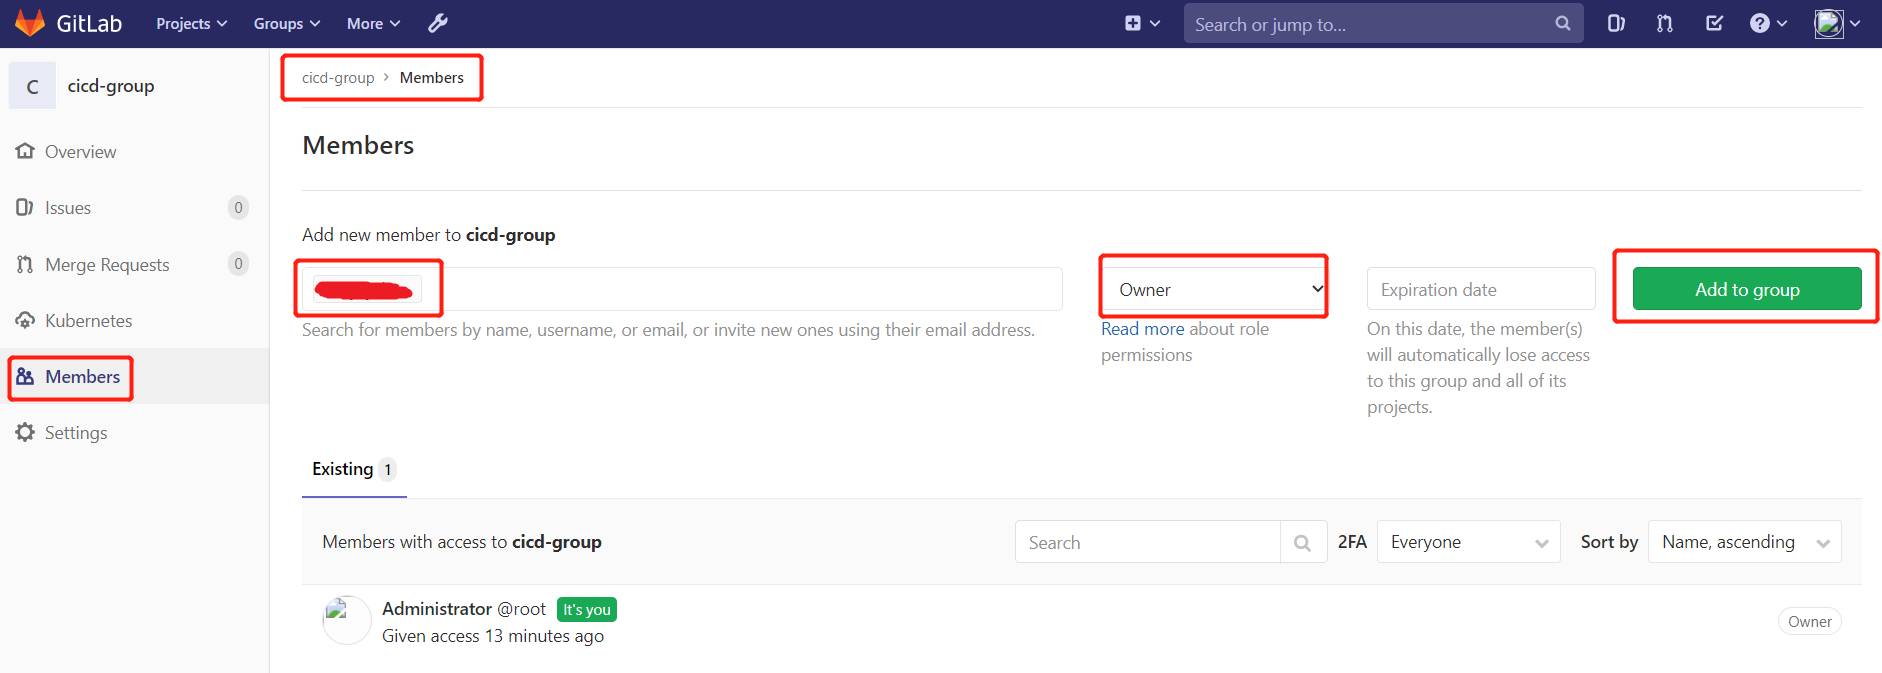 GitLab Projects Groups More Search or jump to...
C cicd-group
Overview
Issues 0
Merge Requests 0
Kubernetes
Members
Settings
cicd-group > Members
Members
Add new member to cicd-group
Search for members by name, username, or email, or invite new ones using their email address.
Owner
Read more about role
permissions
Expiration date
On this date, the member(s)
will automatically lose access
to this group and all of its
projects.
Add to group
Existing 1
Members with access to cicd-group Search 2FA Everyone Sort by Name, ascending
Administrator @root It's you
Given access 13 minutes ago
Owner